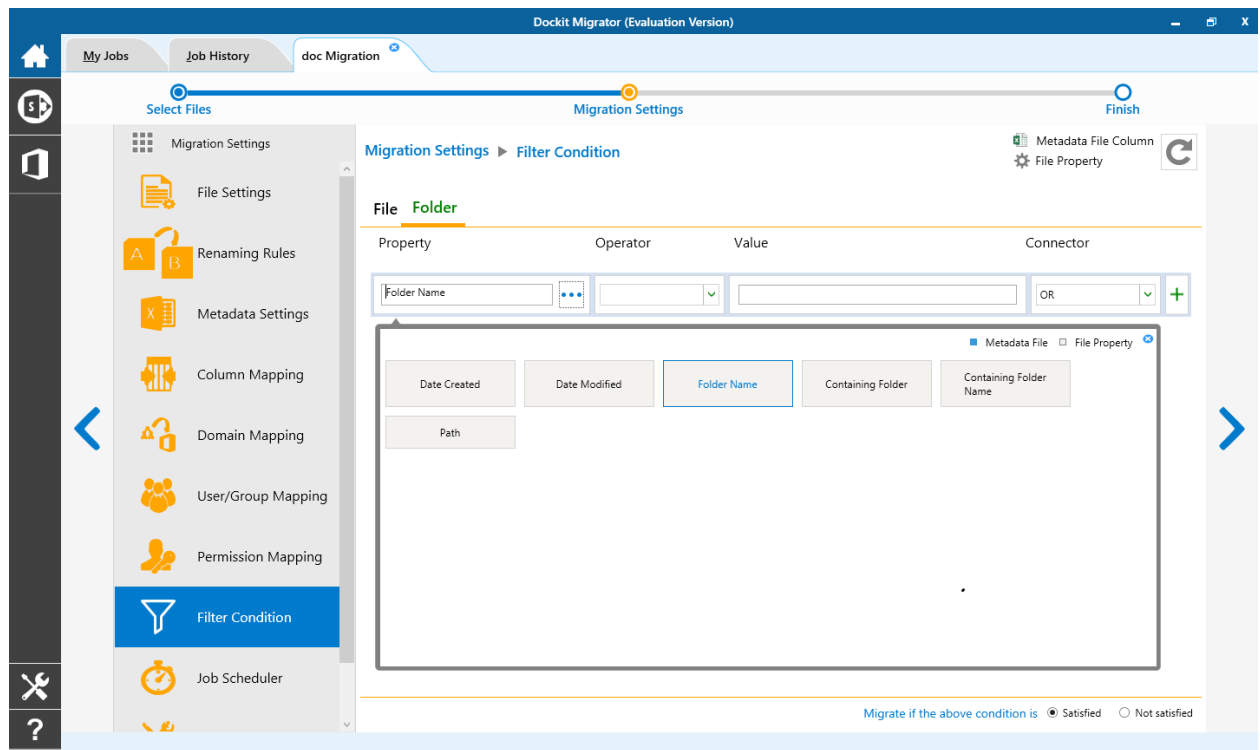 Dockit Migrator (Evaluation Version)
X
My Jobs
Job History
doc Migration
Select Files
Migration Settings
Finish
Migration Settings
File Settings
A
B
Renaming Rules
X
Metadata Settings
Column Mapping
Domain Mapping
User/Group Mapping
Permission Mapping
Filter Condition
Job Scheduler
S
?
Migration Settings ▶ Filter Condition
Metadata File Column
File Property
File Folder
Property Operator Value Connector
Folder Name ••• OR +
Metadata File File Property
Date Created
Date Modified
Folder Name
Containing Folder
Containing Folder
Name
Path
Migrate if the above condition is Satisfied Not satisfied